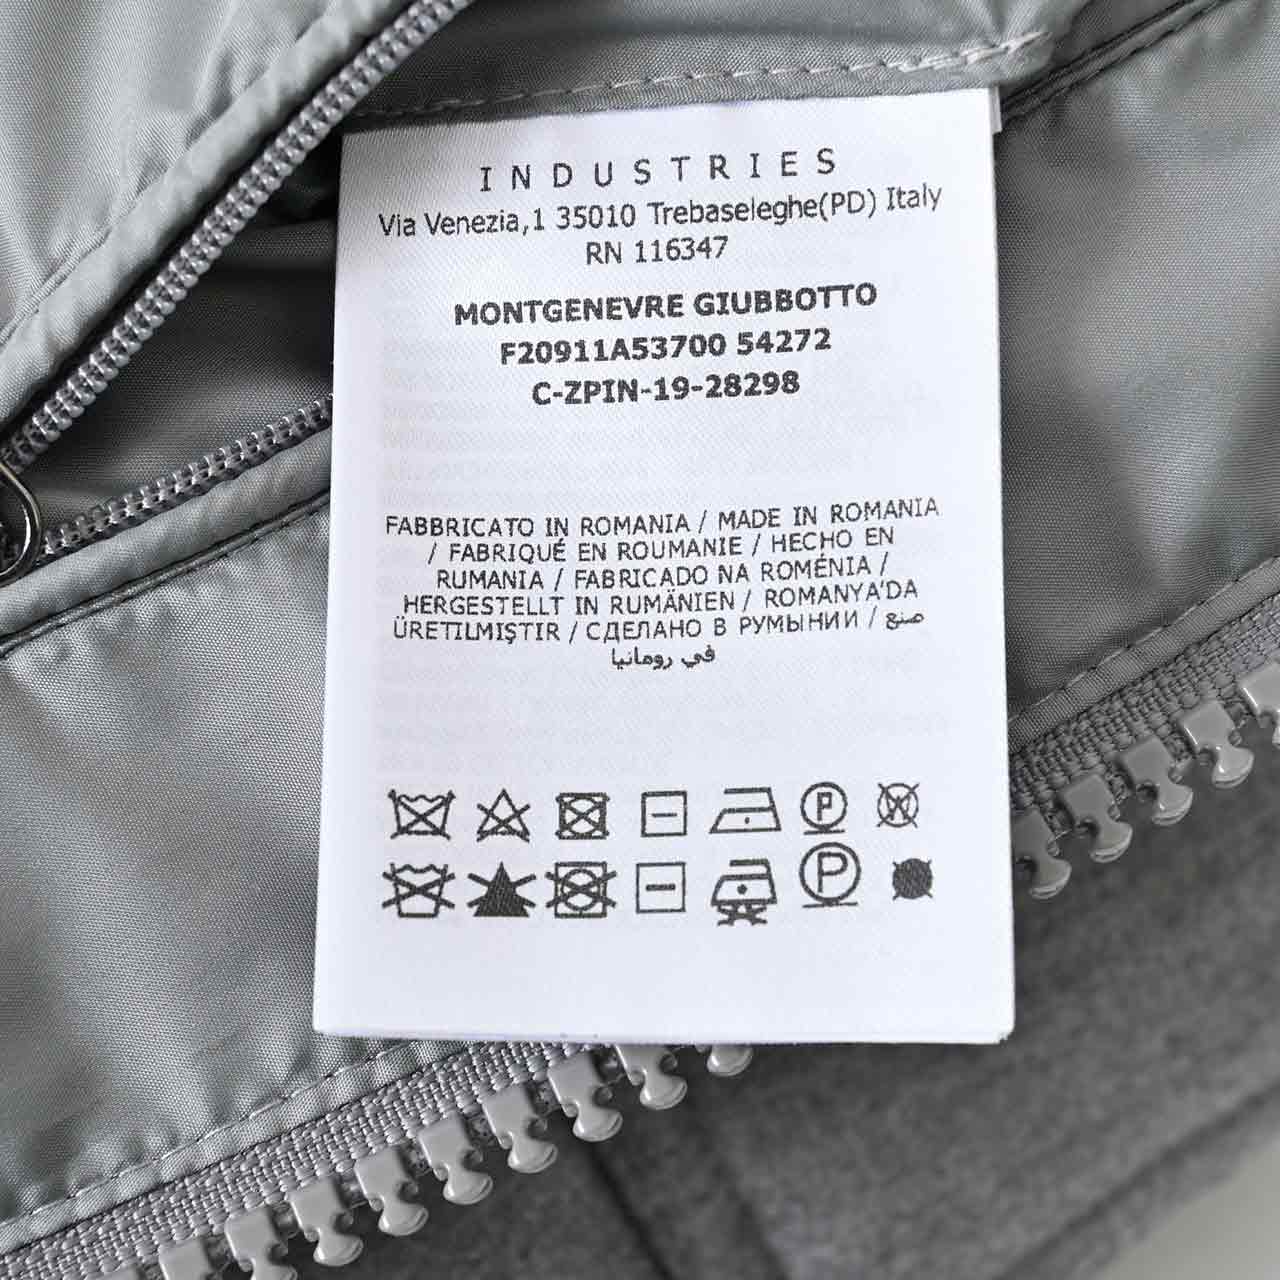 INDUSTRIES
Via Venezia,1 35010 Trebaseleghe(PD) Italy
RN 116347
MONTGENEVRE GIUBBOTTO
F20911A53700 54272
C-ZPIN-19-28298
FABBRICATO IN ROMANIA / MADE IN ROMANIA
/ FABRIQUÉ EN ROUMANIE / HECHO EN
RUMANIA / FABRICADO NA ROMÉNIA /
HERGESTELLT IN RUMÄNIEN / ROMANYA'DA
ÜRETILMIŞTIR / СДЕЛАНО В РУМЫНИИ / صنع
في رومانيا
P W
P